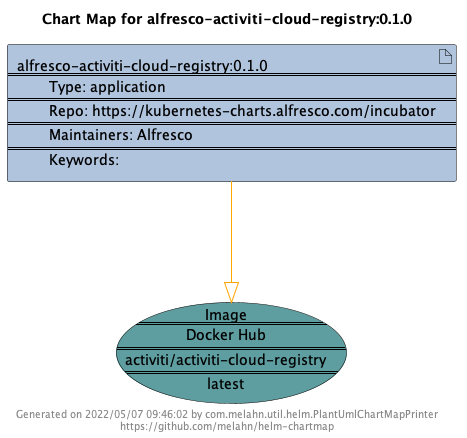 Chart Map for alfresco-activiti-cloud-registry:0.1.0
alfresco-activiti-cloud-registry:0.1.0
Type: application
Repo: https://kubernetes-charts.alfresco.com/incubator
Maintainers: Alfresco
Keywords:
Image
Docker Hub
activiti/activiti-cloud-registry
latest
Generated on 2022/05/07 09:46:02 by com.melahn.util.helm.PlantUmlChartMapPrinter
https://github.com/melahn/helm-chartmap